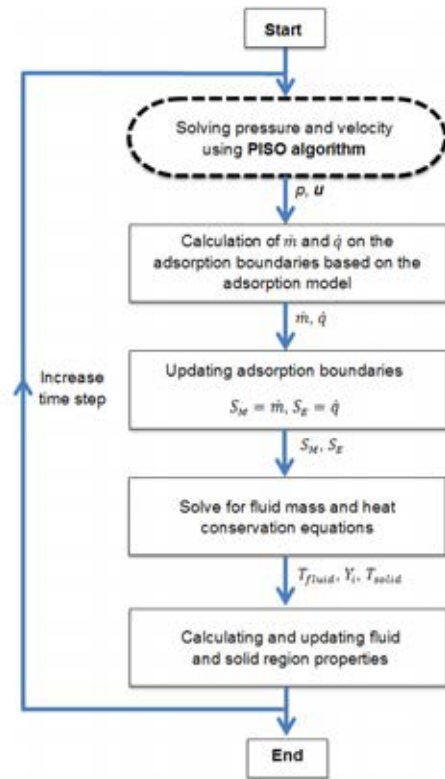 Start
Solving pressure and velocity
using PISO algorithm
p, u
Calculation of ṁ and q̇ on the
adsorption boundaries based on the
adsorption model
ṁ, q̇
Increase
time step
Updating adsorption boundaries
S_M = ṁ, S_E = q̇
S_M, S_E
Solve for fluid mass and heat
conservation equations
T_fluid, Y_i, T_solid
Calculating and updating fluid
and solid region properties
End